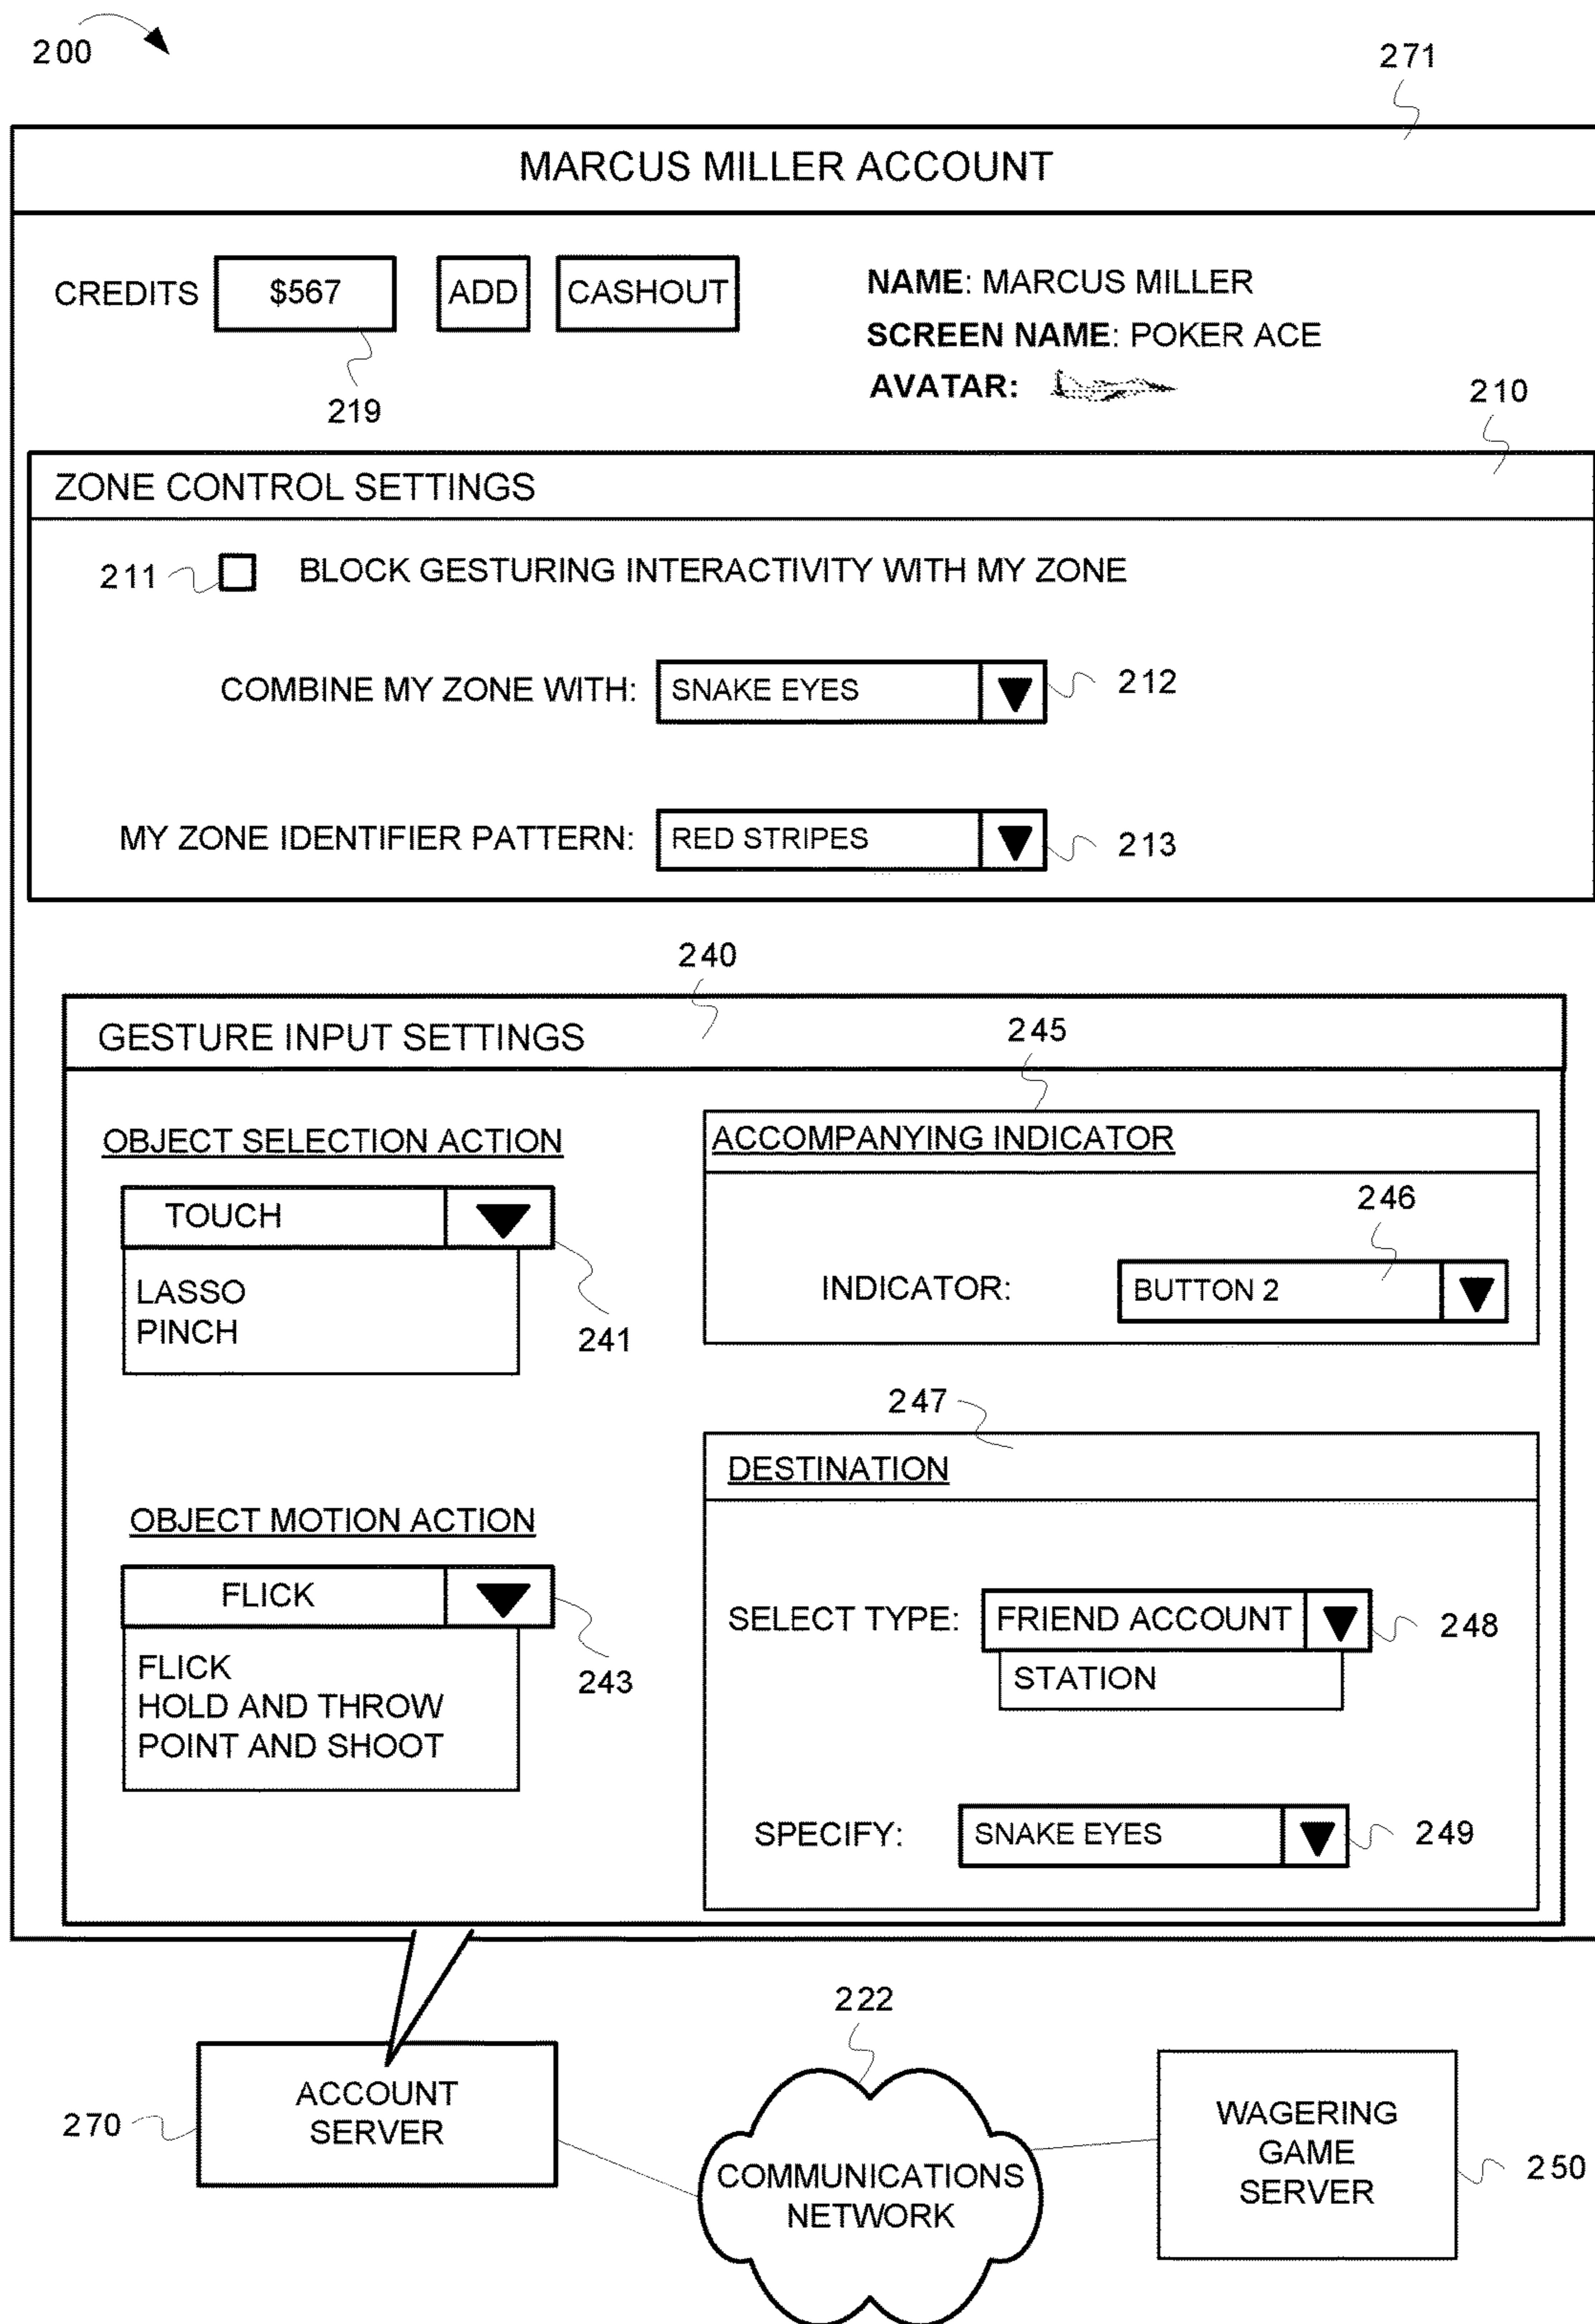 200
271
MARCUS MILLER ACCOUNT
CREDITS $567 ADD CASHOUT
219
NAME: MARCUS MILLER
SCREEN NAME: POKER ACE
AVATAR:
210
ZONE CONTROL SETTINGS
211 BLOCK GESTURING INTERACTIVITY WITH MY ZONE
COMBINE MY ZONE WITH: SNAKE EYES 212
MY ZONE IDENTIFIER PATTERN: RED STRIPES 213
240
GESTURE INPUT SETTINGS
OBJECT SELECTION ACTION
TOUCH
LASSO
PINCH
241
OBJECT MOTION ACTION
FLICK
FLICK
HOLD AND THROW
POINT AND SHOOT
243
245
ACCOMPANYING INDICATOR
246
INDICATOR: BUTTON 2
247
DESTINATION
SELECT TYPE: FRIEND ACCOUNT 248
STATION
SPECIFY: SNAKE EYES 249
270
ACCOUNT
SERVER
222
COMMUNICATIONS
NETWORK
WAGERING
GAME
SERVER
250